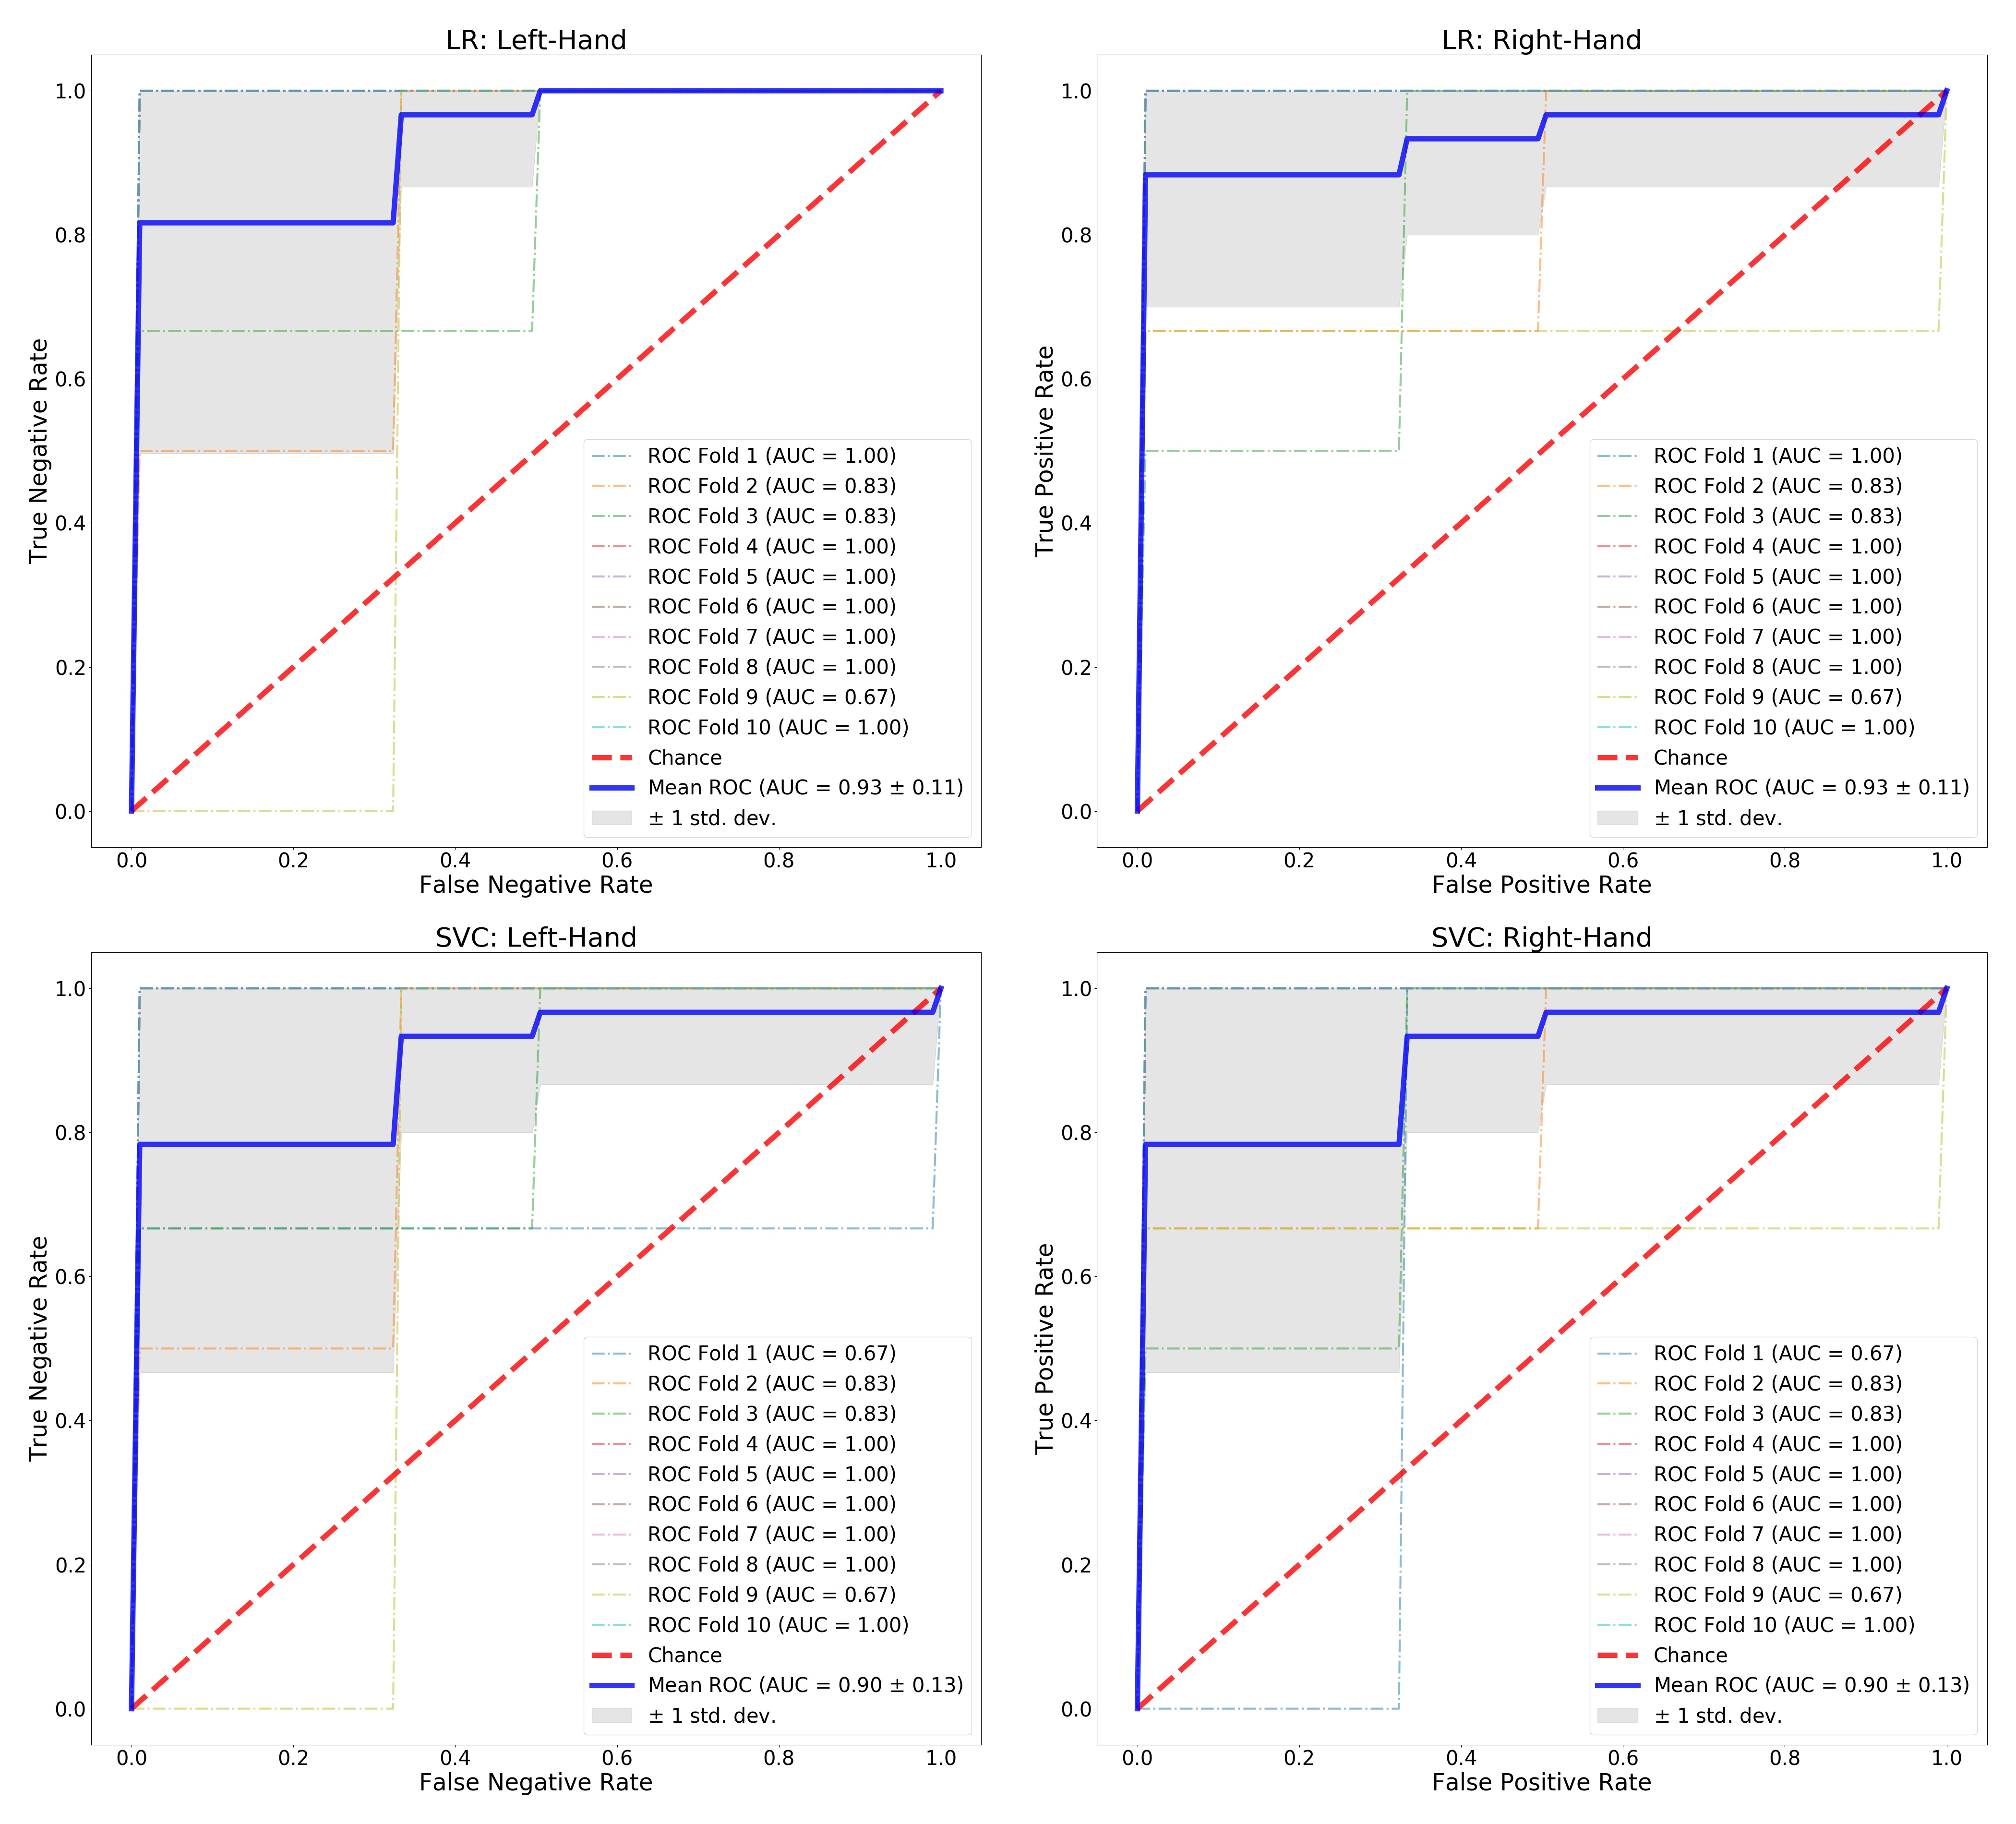 LR: Left-Hand
True Negative Rate
1.0
0.8
0.6
0.4
0.2
0.0
ROC Fold 1 (AUC = 1.00)
ROC Fold 2 (AUC = 0.83)
ROC Fold 3 (AUC = 0.83)
ROC Fold 4 (AUC = 1.00)
ROC Fold 5 (AUC = 1.00)
ROC Fold 6 (AUC = 1.00)
ROC Fold 7 (AUC = 1.00)
ROC Fold 8 (AUC = 1.00)
ROC Fold 9 (AUC = 0.67)
ROC Fold 10 (AUC = 1.00)
Chance
Mean ROC (AUC = 0.93 ± 0.11)
± 1 std. dev.
0.0 0.2 0.4 0.6 0.8 1.0
False Negative Rate
LR: Right-Hand
True Positive Rate
1.0
0.8
0.6
0.4
0.2
0.0
ROC Fold 1 (AUC = 1.00)
ROC Fold 2 (AUC = 0.83)
ROC Fold 3 (AUC = 0.83)
ROC Fold 4 (AUC = 1.00)
ROC Fold 5 (AUC = 1.00)
ROC Fold 6 (AUC = 1.00)
ROC Fold 7 (AUC = 1.00)
ROC Fold 8 (AUC = 1.00)
ROC Fold 9 (AUC = 0.67)
ROC Fold 10 (AUC = 1.00)
Chance
Mean ROC (AUC = 0.93 ± 0.11)
± 1 std. dev.
0.0 0.2 0.4 0.6 0.8 1.0
False Positive Rate
SVC: Left-Hand
True Negative Rate
1.0
0.8
0.6
0.4
0.2
0.0
ROC Fold 1 (AUC = 0.67)
ROC Fold 2 (AUC = 0.83)
ROC Fold 3 (AUC = 0.83)
ROC Fold 4 (AUC = 1.00)
ROC Fold 5 (AUC = 1.00)
ROC Fold 6 (AUC = 1.00)
ROC Fold 7 (AUC = 1.00)
ROC Fold 8 (AUC = 1.00)
ROC Fold 9 (AUC = 0.67)
ROC Fold 10 (AUC = 1.00)
Chance
Mean ROC (AUC = 0.90 ± 0.13)
± 1 std. dev.
0.0 0.2 0.4 0.6 0.8 1.0
False Negative Rate
SVC: Right-Hand
True Positive Rate
1.0
0.8
0.6
0.4
0.2
0.0
ROC Fold 1 (AUC = 0.67)
ROC Fold 2 (AUC = 0.83)
ROC Fold 3 (AUC = 0.83)
ROC Fold 4 (AUC = 1.00)
ROC Fold 5 (AUC = 1.00)
ROC Fold 6 (AUC = 1.00)
ROC Fold 7 (AUC = 1.00)
ROC Fold 8 (AUC = 1.00)
ROC Fold 9 (AUC = 0.67)
ROC Fold 10 (AUC = 1.00)
Chance
Mean ROC (AUC = 0.90 ± 0.13)
± 1 std. dev.
0.0 0.2 0.4 0.6 0.8 1.0
False Positive Rate